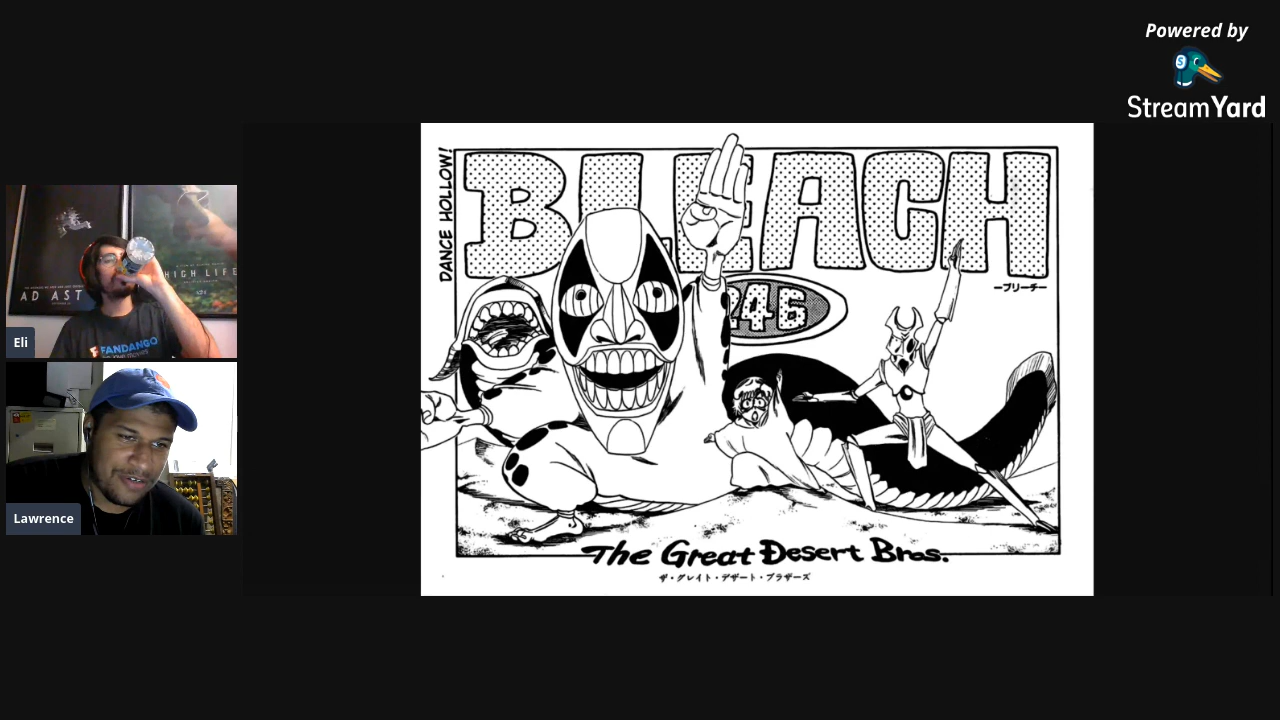 Powered by
StreamYard
DANCE HOLLOW!
BLEACH
246
ーブリーチー
AD AST
HIGH LIFE
FANDANGO
Eli
Lawrence
The Great Desert Bros.
ザ・グレイト・デザート・ブラザーズ